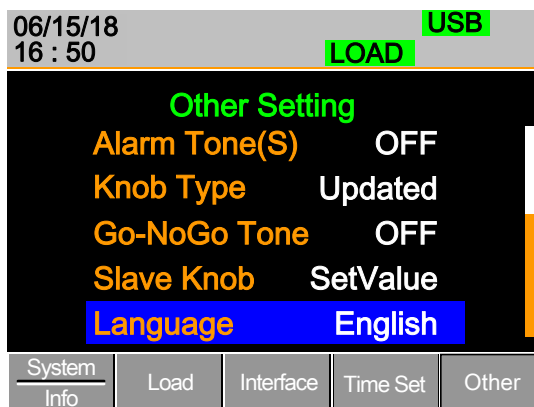 06/15/18 USB
16 : 50 LOAD
Other Setting
Alarm Tone(S) OFF
Knob Type Updated
Go-NoGo Tone OFF
Slave Knob SetValue
Language English
System
Info
Load
Interface
Time Set
Other